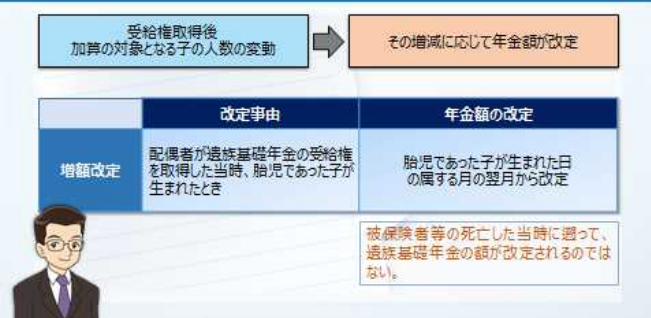 受給権取得後
加算の対象となる子の人数の変動
その増減に応じて年金額が改定
改定事由
年金額の改定
増額改定
配偶者が遺族基礎年金の受給権
を取得した当時、胎児であった子が
生まれたとき
胎児であった子が生まれた日
の属する月の翌月から改定
被保険者等の死亡した当時に遡って、
遺族基礎年金の額が改定されるのでは
ない。